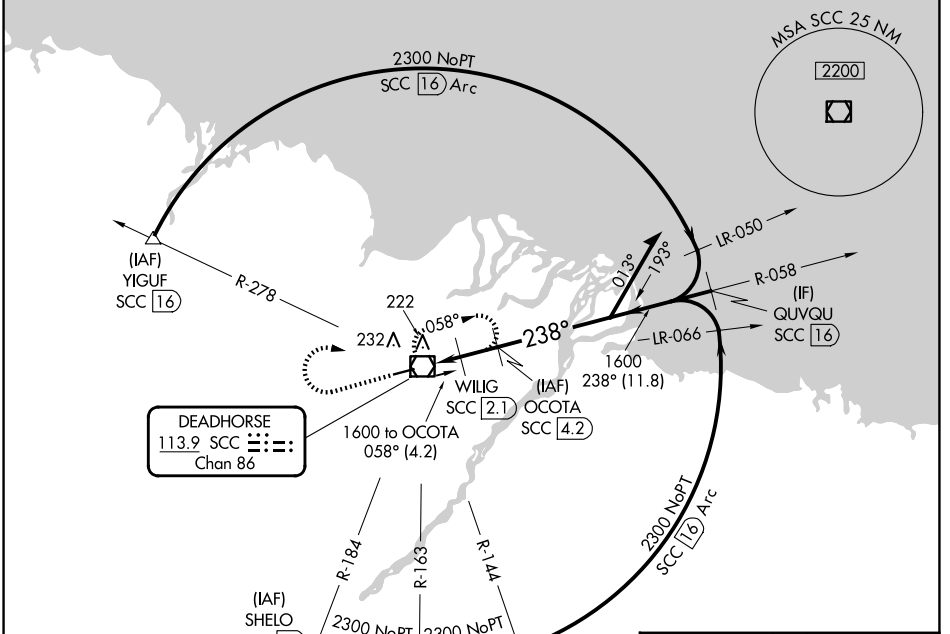 MSA SCC 25 NM
2200
2300 NoPT
SCC 16 Arc
LR-050
R-058
(IF)
QUVQU
SCC 16
LR-066
013°
193°
(IAF)
YIGUF
SCC 16
R-278
222
232
058°
238°
1600
238° (11.8)
WILIG
SCC 2.1
(IAF)
OCOTA
SCC 4.2
DEADHORSE
113.9 SCC
Chan 86
1600 to OCOTA
058° (4.2)
2300 NoPT
SCC 16 Arc
R-184
R-163
R-144
(IAF)
SHELO
2300 NoPT
2300 NoPT